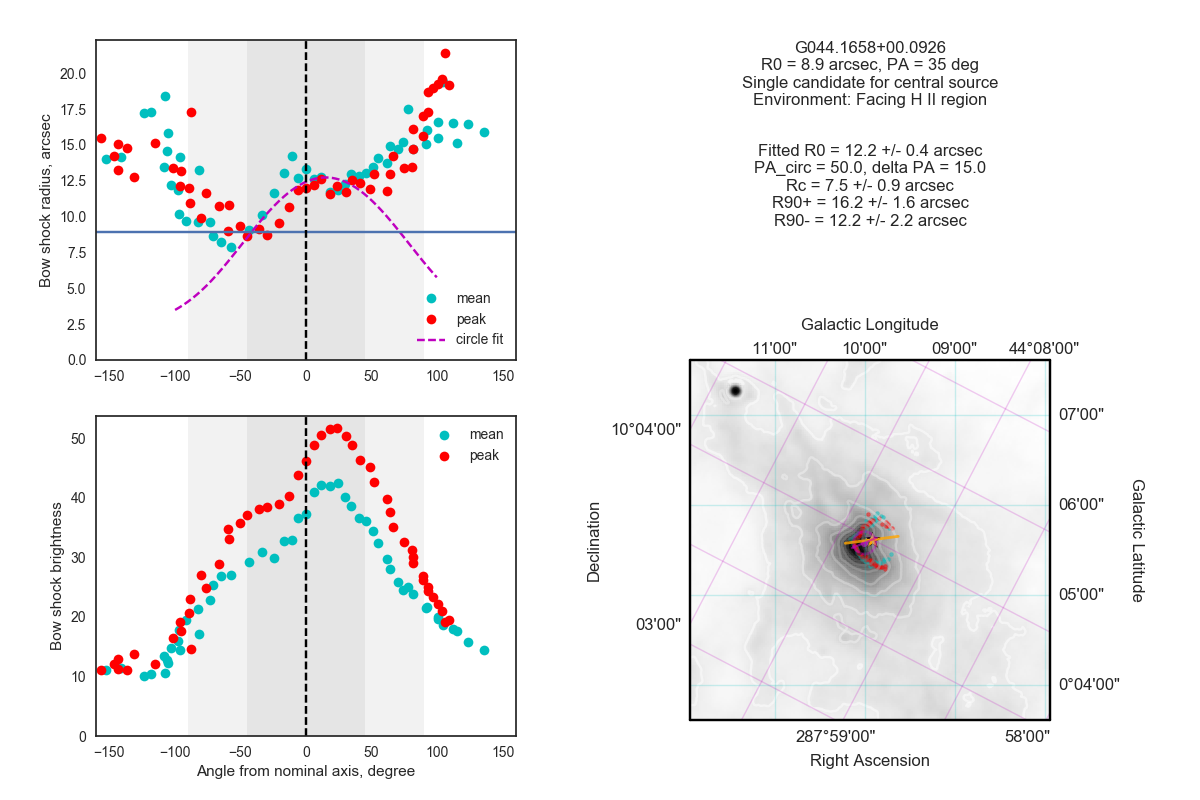 G044.1658+00.0926
R0 = 8.9 arcsec, PA = 35 deg
Single candidate for central source
Environment: Facing H II region
Fitted R0 = 12.2 +/- 0.4 arcsec
PA_circ = 50.0, delta PA = 15.0
Rc = 7.5 +/- 0.9 arcsec
R90+ = 16.2 +/- 1.6 arcsec
R90- = 12.2 +/- 2.2 arcsec
Bow shock radius, arcsec
20.0
17.5
15.0
12.5
10.0
7.5
5.0
2.5
0.0
mean
peak
circle fit
−150 −100 −50 0 50 100 150
Bow shock brightness
50
40
30
20
10
0
mean
peak
−150 −100 −50 0 50 100 150
Angle from nominal axis, degree
Galactic Longitude
11'00" 10'00" 09'00" 44°08'00"
10°04'00"
03'00"
Declination
07'00"
06'00"
05'00"
0°04'00"
Galactic Latitude
287°59'00" 58'00"
Right Ascension